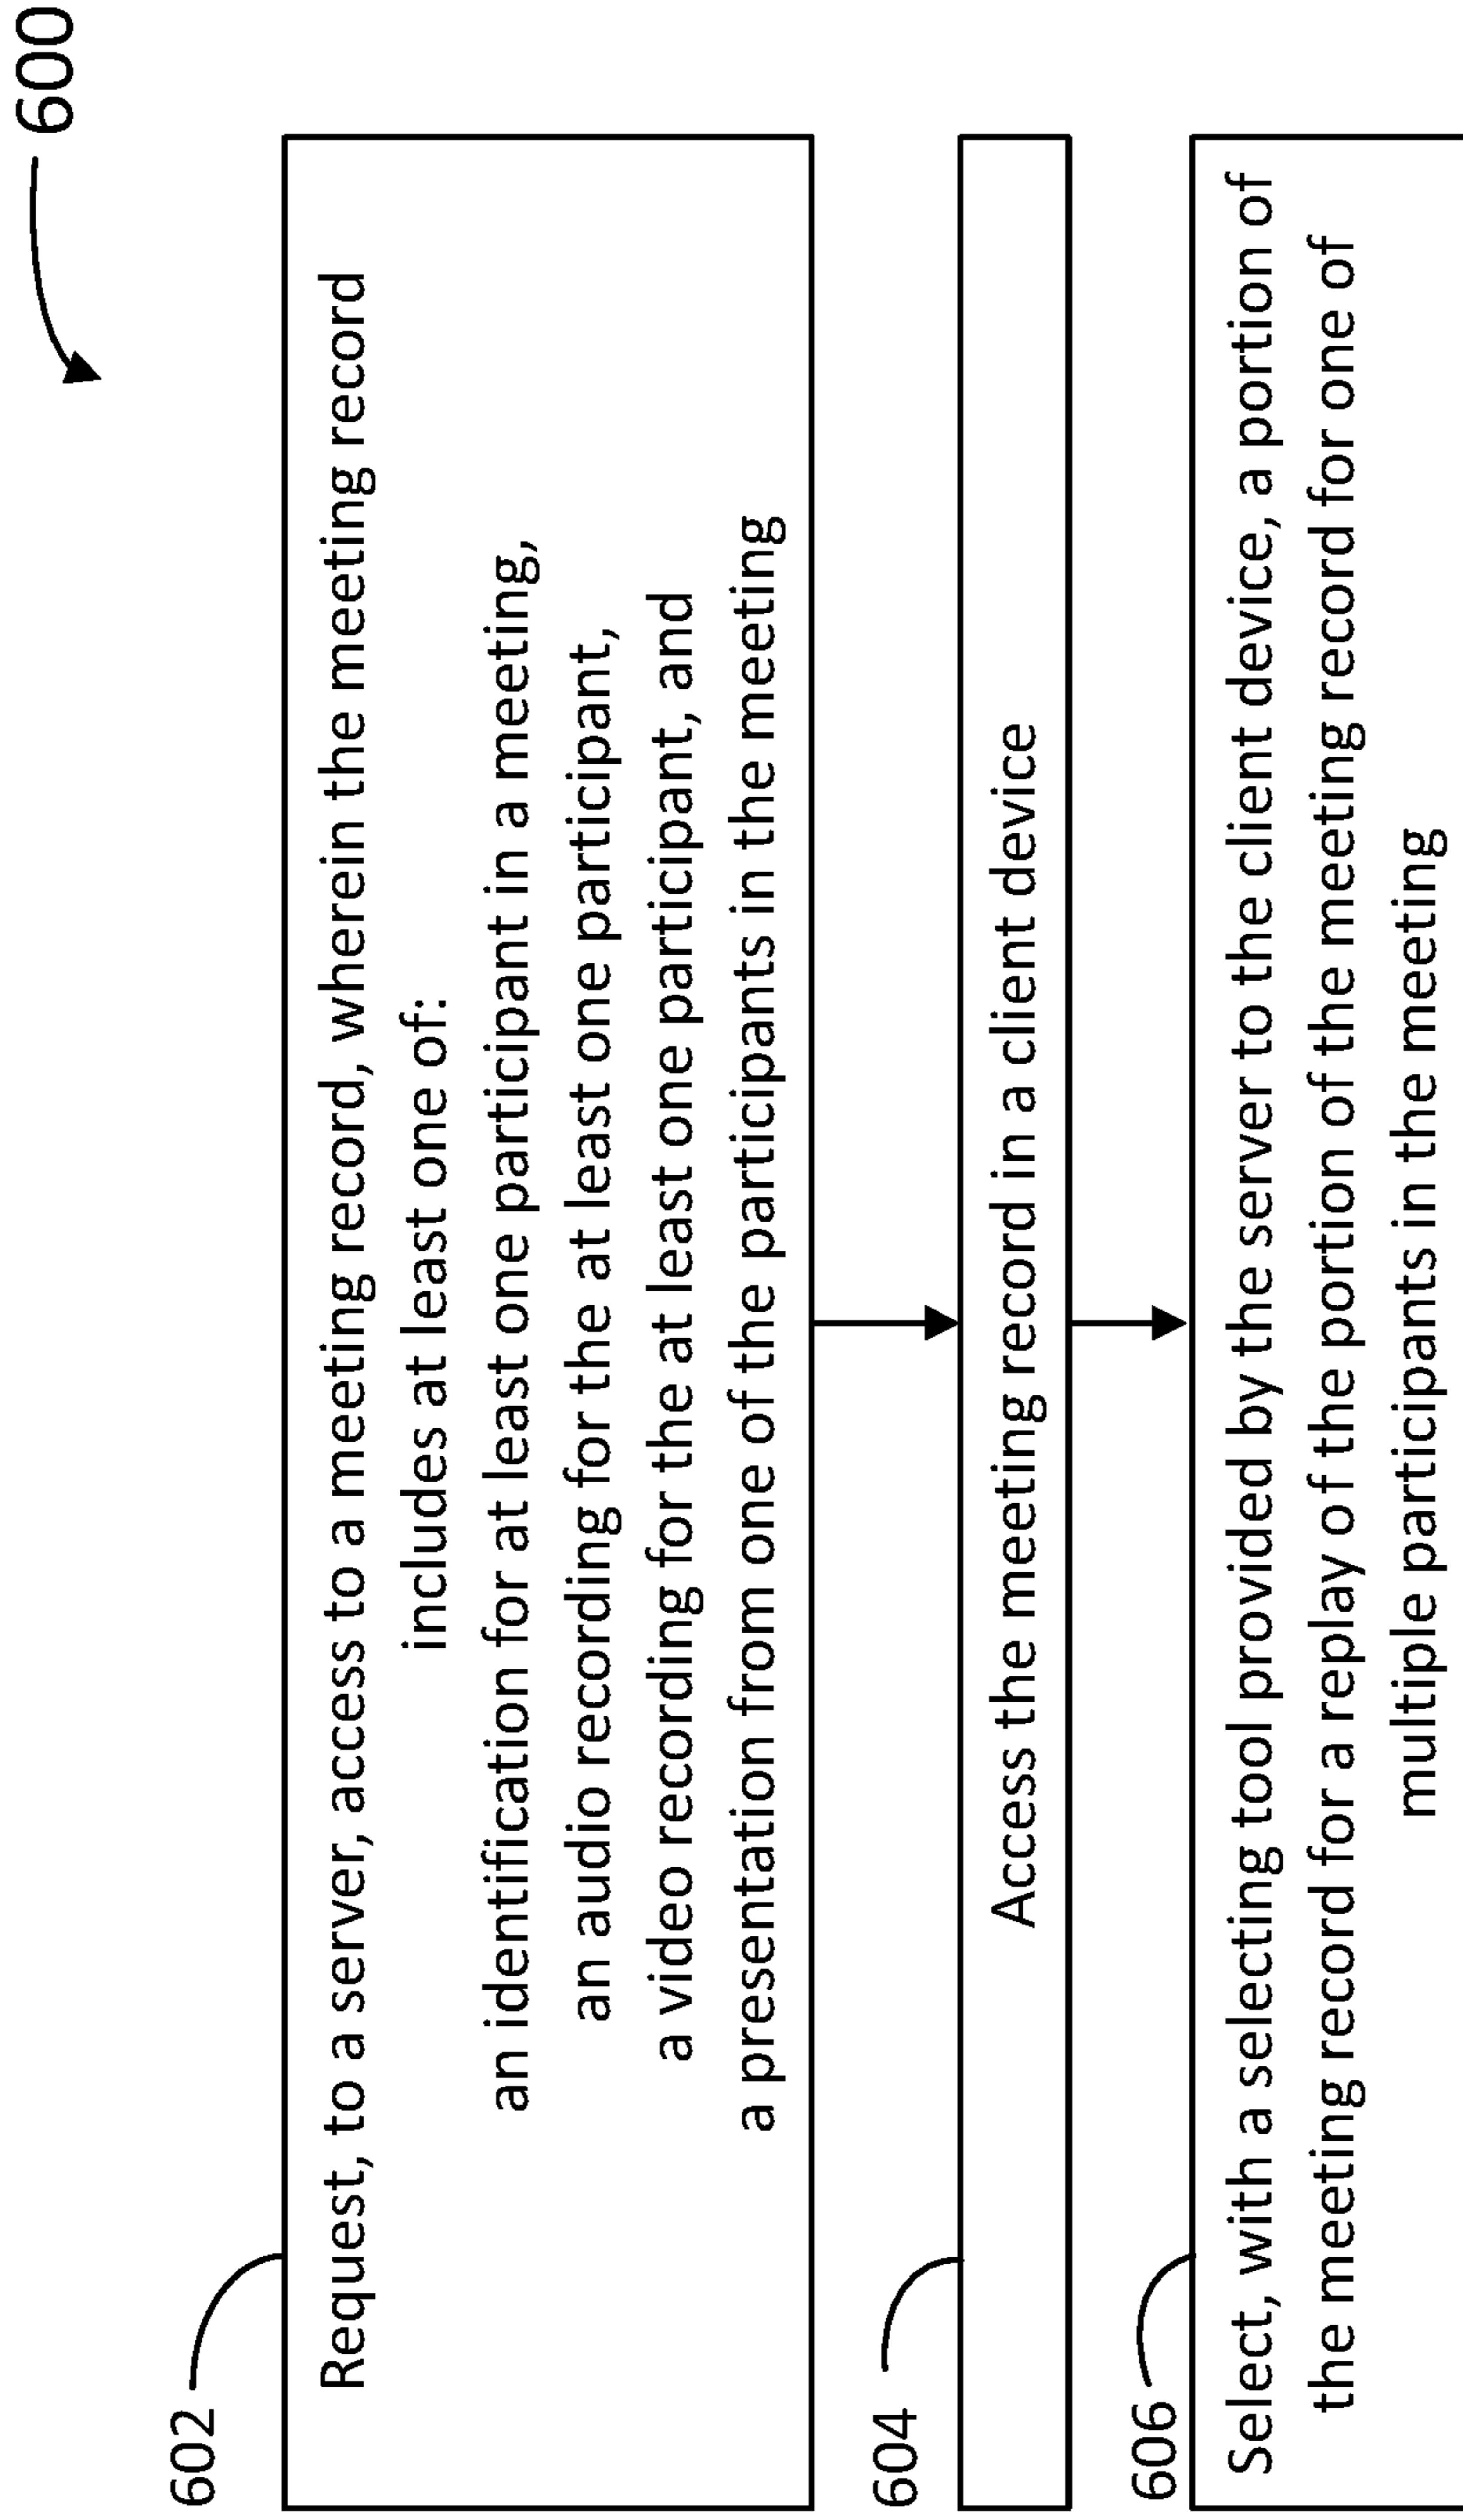 600
602
Request, to a server, access to a meeting record, wherein the meeting record
includes at least one of:
an identification for at least one participant in a meeting,
an audio recording for the at least one participant,
a video recording for the at least one participant, and
a presentation from one of the participants in the meeting
604
Access the meeting record in a client device
606
Select, with a selecting tool provided by the server to the client device, a portion of
the meeting record for a replay of the portion of the meeting record for one of
multiple participants in the meeting